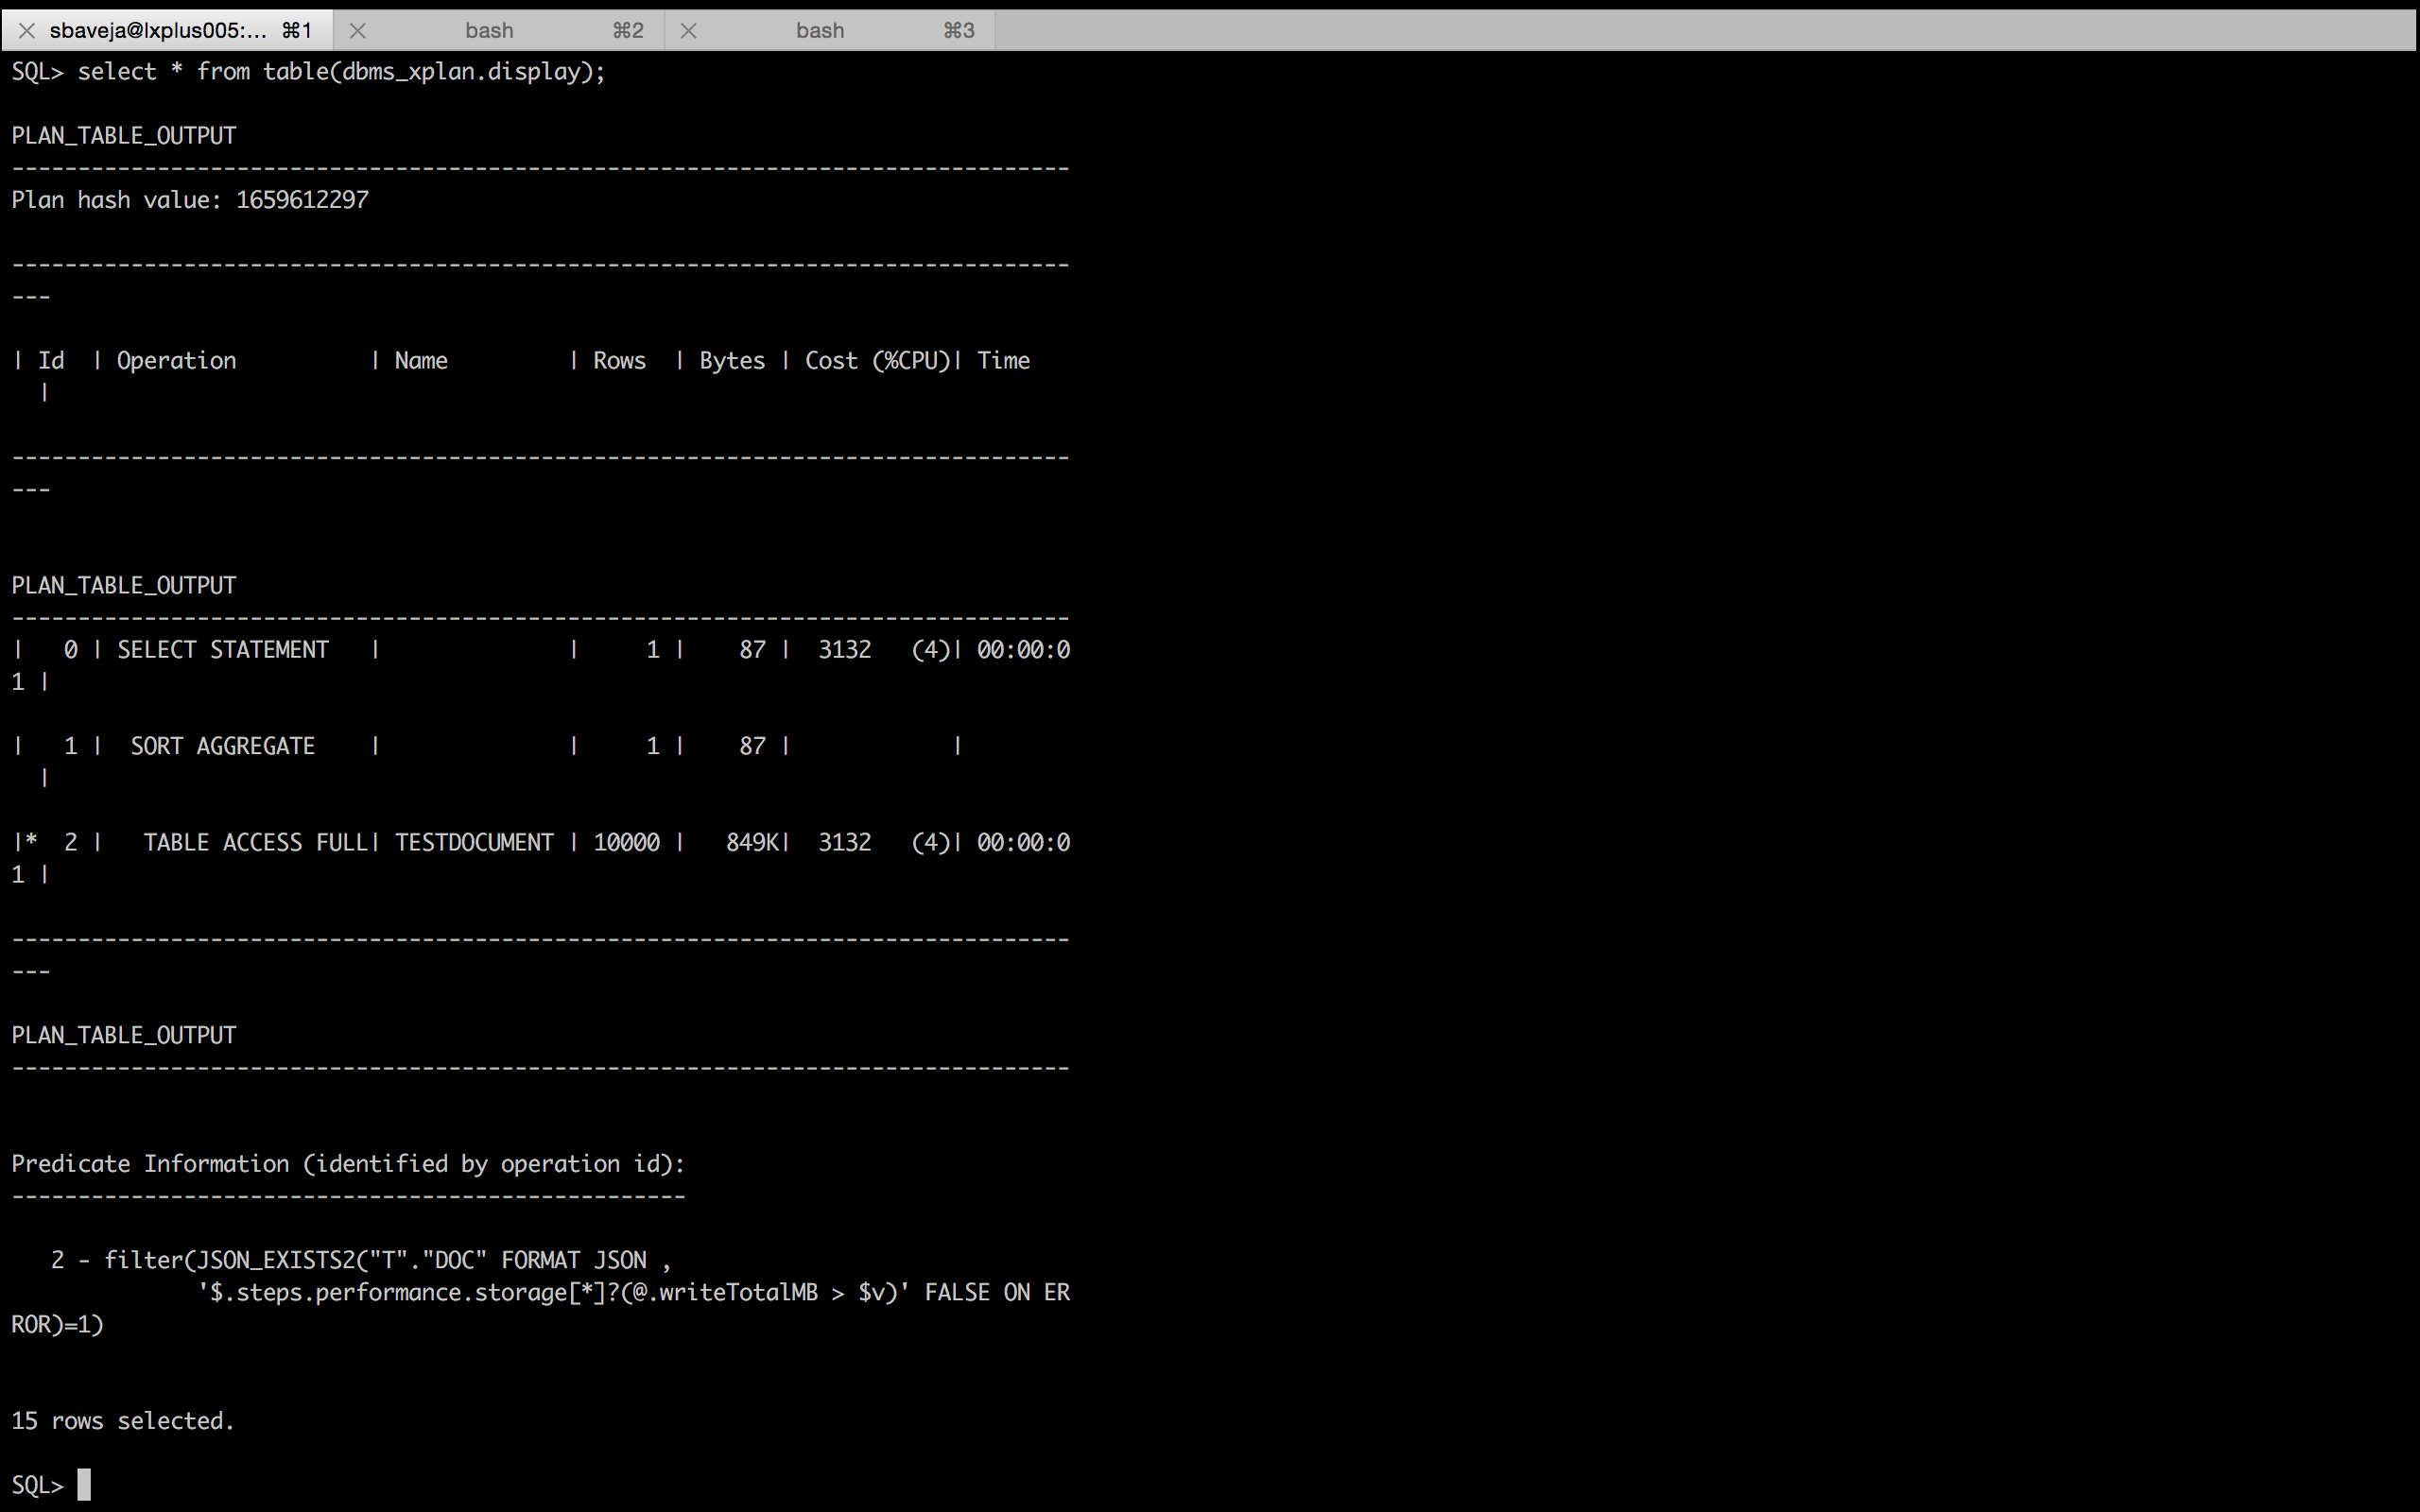 sbaveja@lxplus005:... ⌘1 bash ⌘2 bash ⌘3
SQL> select * from table(dbms_xplan.display);
PLAN_TABLE_OUTPUT
--------------------------------------------------------------------------------
Plan hash value: 1659612297
--------------------------------------------------------------------------------
---
| Id  | Operation          | Name         | Rows  | Bytes | Cost (%CPU)| Time
  |
--------------------------------------------------------------------------------
---
PLAN_TABLE_OUTPUT
--------------------------------------------------------------------------------
|   0 | SELECT STATEMENT   |              |     1 |    87 |  3132   (4)| 00:00:0
1 |
|   1 |  SORT AGGREGATE    |              |     1 |    87 |            |
  |
|*  2 |   TABLE ACCESS FULL| TESTDOCUMENT | 10000 |   849K|  3132   (4)| 00:00:0
1 |
--------------------------------------------------------------------------------
---
PLAN_TABLE_OUTPUT
--------------------------------------------------------------------------------
Predicate Information (identified by operation id):
---------------------------------------------------
   2 - filter(JSON_EXISTS2("T"."DOC" FORMAT JSON ,
              '$.steps.performance.storage[*]?(@.writeTotalMB > $v)' FALSE ON ER
ROR)=1)
15 rows selected.
SQL>